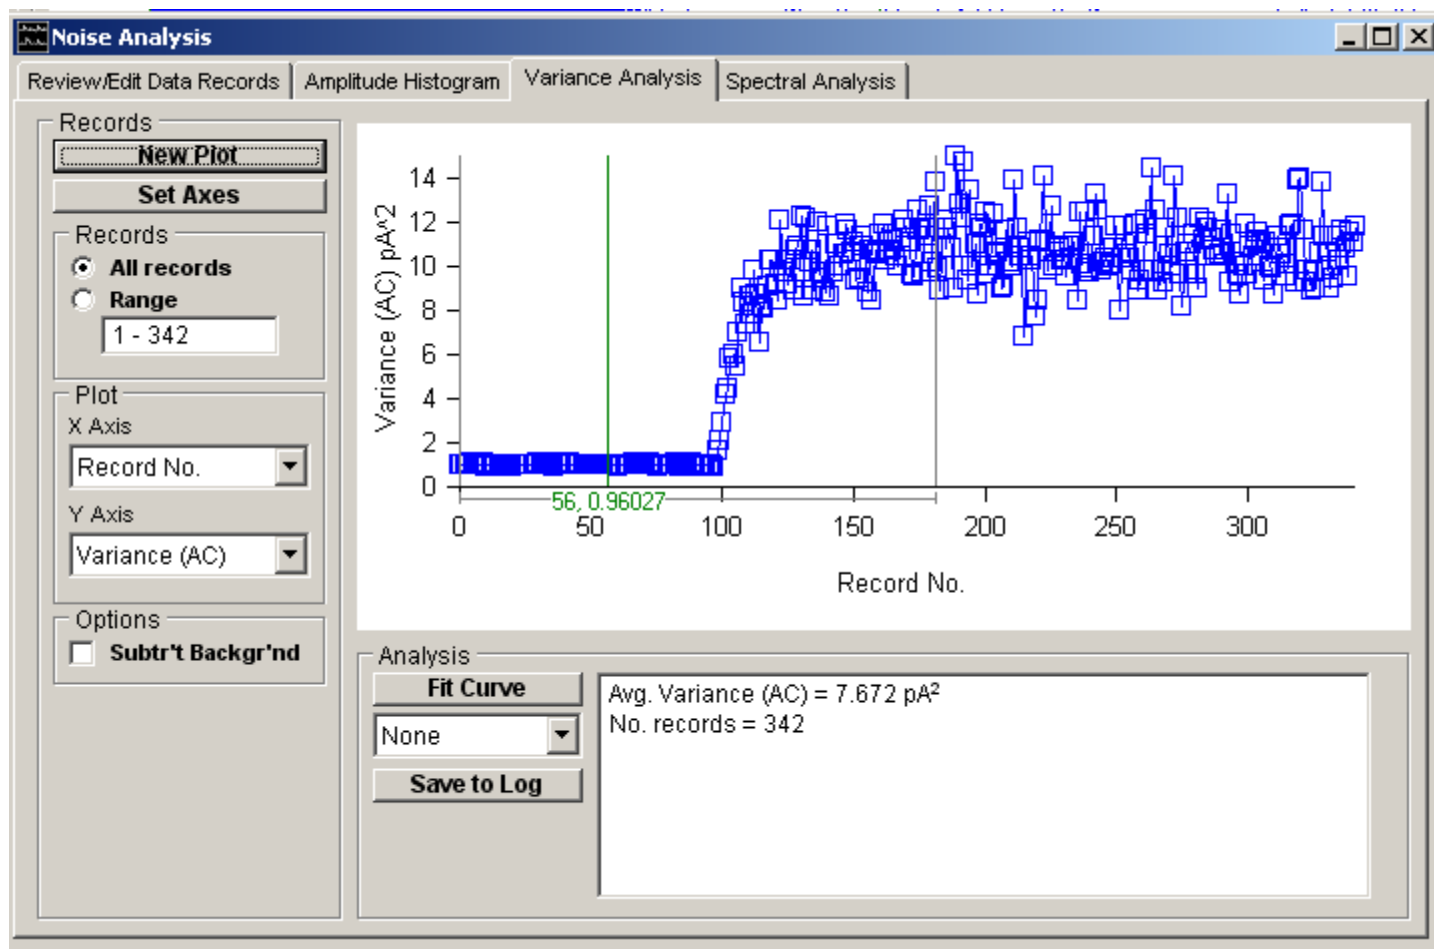 Noise Analysis
Review/Edit Data Records
Amplitude Histogram
Variance Analysis
Spectral Analysis
Records
New Plot
Set Axes
Records
All records
Range
1 - 342
Plot
X Axis
Record No.
Y Axis
Variance (AC)
Options
Subtr't Backgr'nd
Variance (AC) pA^2
14
12
10
8
6
4
2
0
56, 0.96027
0 50 100 150 200 250 300
Record No.
Analysis
Fit Curve
None
Save to Log
Avg. Variance (AC) = 7.672 pA²
No. records = 342